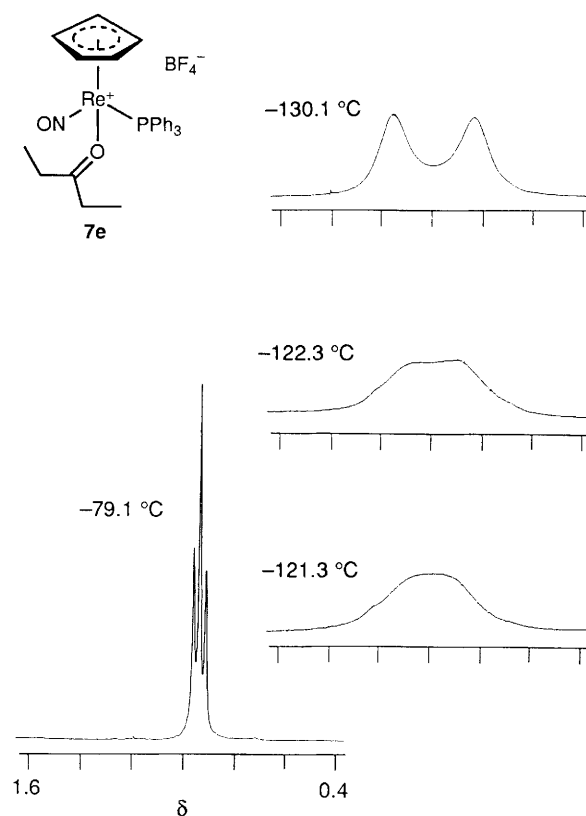 BF₄⁻
Re⁺
ON
PPh₃
O
7e
−130.1 °C
−122.3 °C
−79.1 °C
−121.3 °C
1.6
0.4
δ